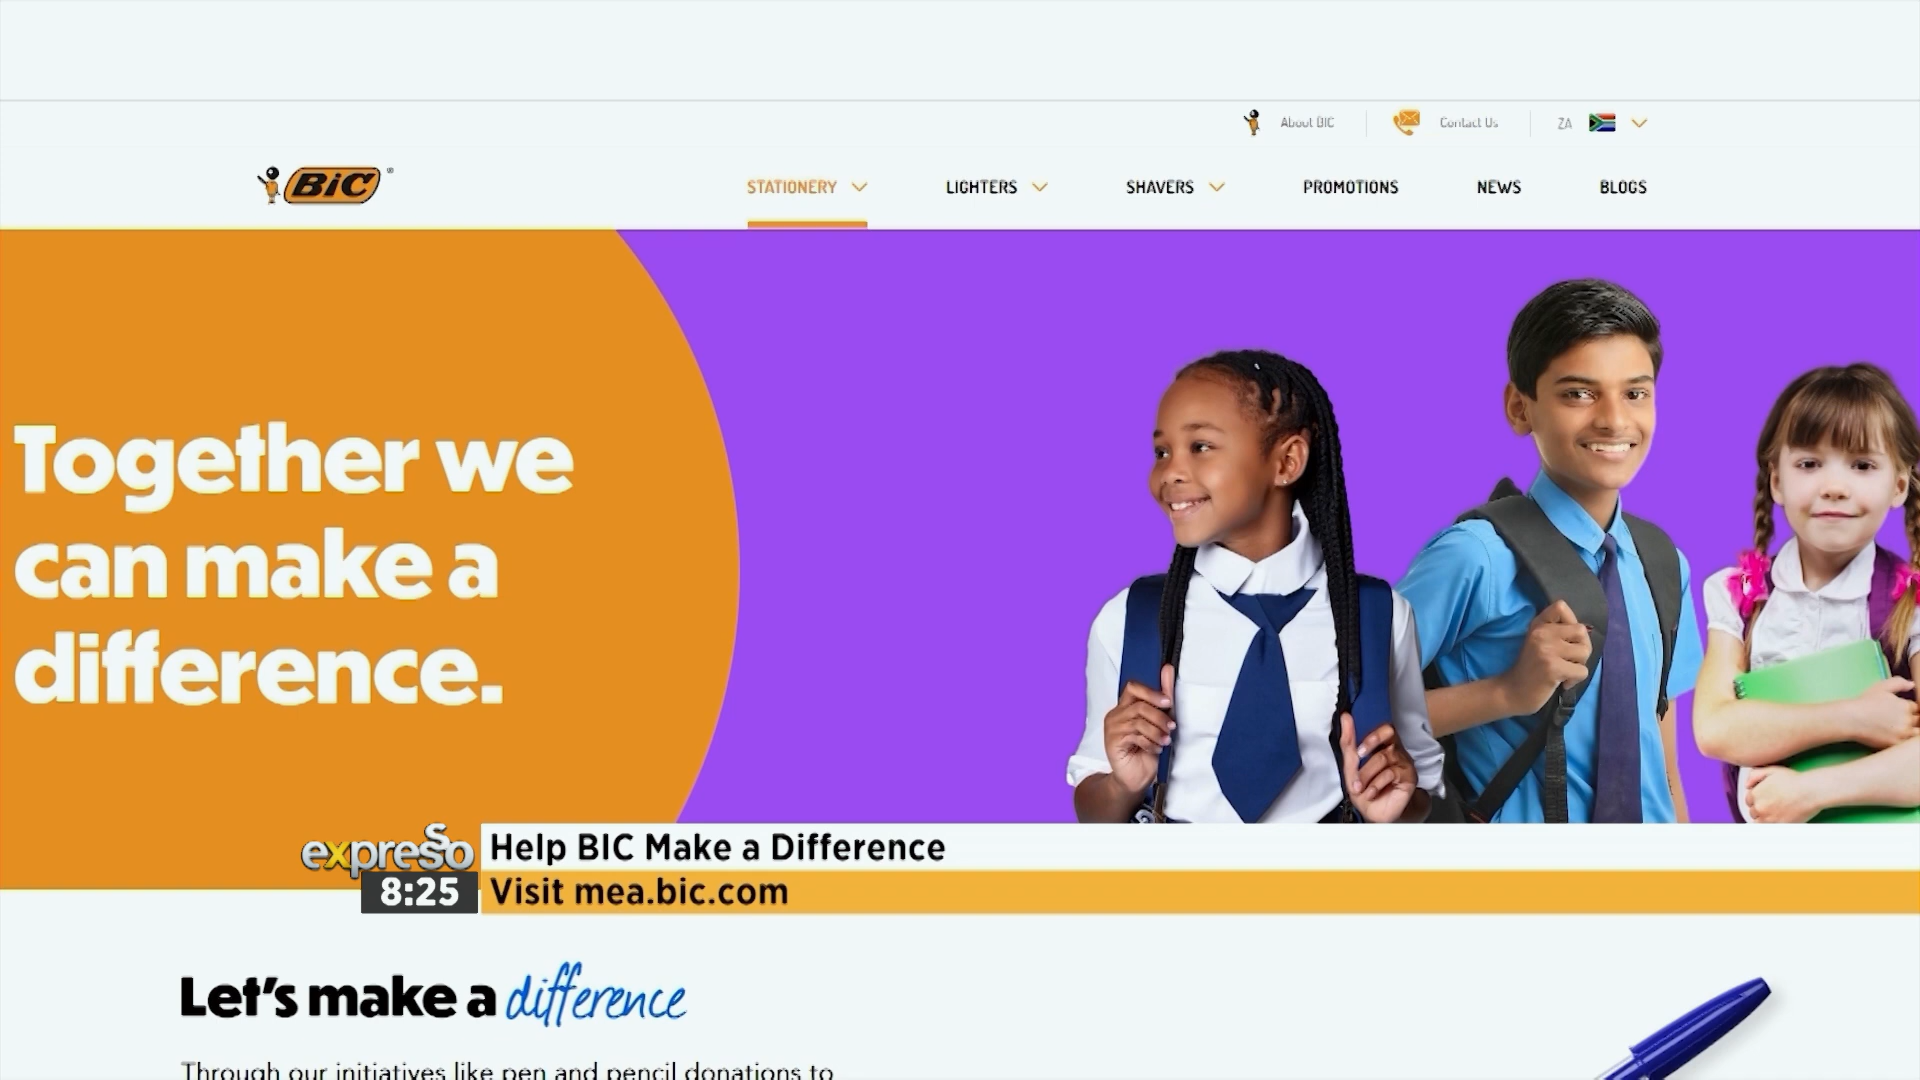 About BIC
Contact Us
ZA
BiC®
STATIONERY
LIGHTERS
SHAVERS
PROMOTIONS
NEWS
BLOGS
Together we
can make a
difference.
expresso
Help BIC Make a Difference
8:25
Visit mea.bic.com
Let's make a difference
Through our initiatives like pen and pencil donations to